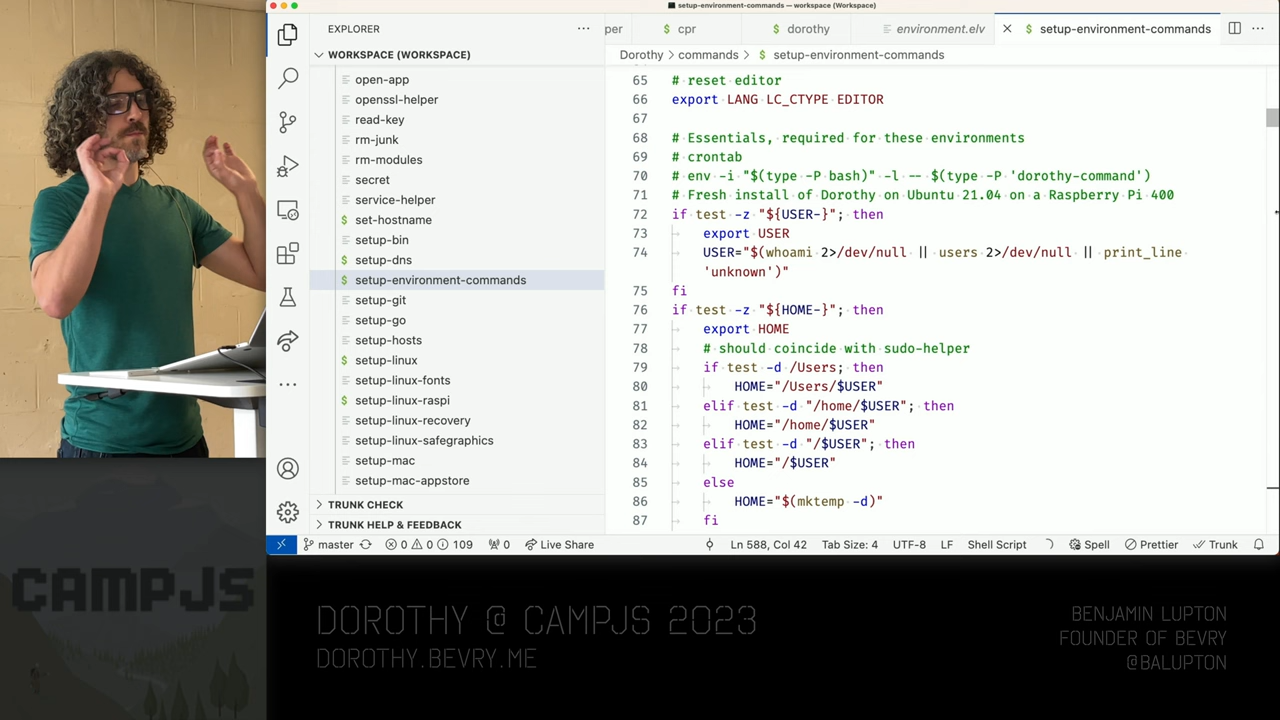 setup-environment-commands — workspace (Workspace)
EXPLORER
per
cpr
dorothy
environment.elv
setup-environment-commands
WORKSPACE (WORKSPACE)
Dorothy
commands
setup-environment-commands
open-app
openssl-helper
read-key
rm-junk
rm-modules
secret
service-helper
$ set-hostname
setup-bin
$ setup-dns
$ setup-environment-commands
setup-git
setup-go
setup-hosts
$ setup-linux
setup-linux-fonts
$ setup-linux-raspi
setup-linux-recovery
setup-linux-safegraphics
setup-mac
setup-mac-appstore
TRUNK CHECK
TRUNK HELP & FEEDBACK
65 # reset editor
66 export LANG LC_CTYPE EDITOR
67
68 # Essentials, required for these environments
69 # crontab
70 # env -i "$(type -P bash)" -l -- $(type -P 'dorothy-command')
71 # Fresh install of Dorothy on Ubuntu 21.04 on a Raspberry Pi 400
72 if test -z "${USER-}"; then
73 export USER
74 USER="$(whoami 2>/dev/null || users 2>/dev/null || print_line
'unknown')"
75 fi
76 if test -z "${HOME-}"; then
77 export HOME
78 # should coincide with sudo-helper
79 if test -d /Users; then
80 HOME="/Users/$USER"
81 elif test -d "/home/$USER"; then
82 HOME="/home/$USER"
83 elif test -d "/$USER"; then
84 HOME="/$USER"
85 else
86 HOME="$(mktemp -d)"
87 fi
master 0 0 109 0 Live Share Ln 588, Col 42 Tab Size: 4 UTF-8 LF Shell Script Spell Prettier Trunk
CAMPJS
DOROTHY @ CAMPJS 2023
DOROTHY.BEVRY.ME
BENJAMIN LUPTON
FOUNDER OF BEVRY
@BALUPTON